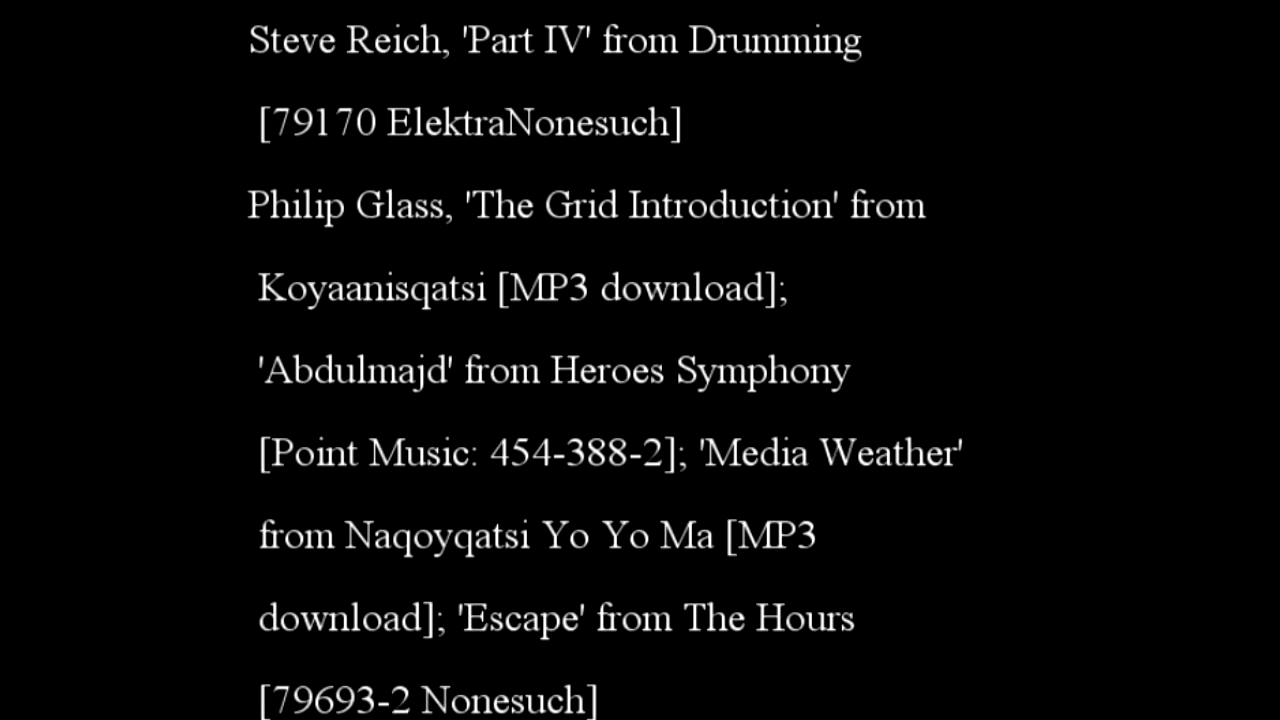 Steve Reich, 'Part IV' from Drumming
[79170 ElektraNonesuch]
Philip Glass, 'The Grid Introduction' from
Koyaanisqatsi [MP3 download];
'Abdulmajd' from Heroes Symphony
[Point Music: 454-388-2]; 'Media Weather'
from Naqoyqatsi Yo Yo Ma [MP3
download]; 'Escape' from The Hours
[79693-2 Nonesuch]